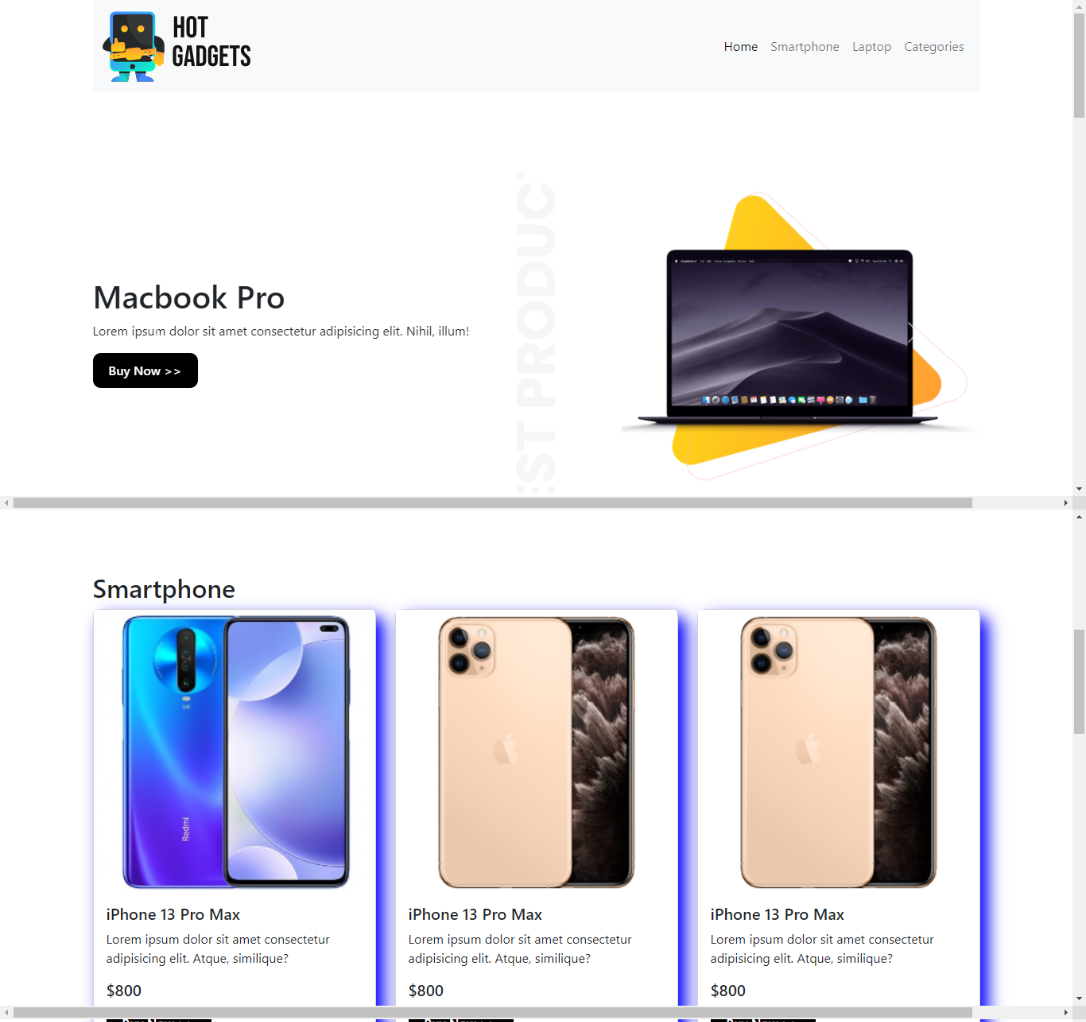 HOT
GADGETS
Home Smartphone Laptop Categories
EST PRODUC
Macbook Pro
Lorem ipsum dolor sit amet consectetur adipisicing elit. Nihil, illum!
Buy Now >>
Smartphone
Redmi
iPhone 13 Pro Max
Lorem ipsum dolor sit amet consectetur
adipisicing elit. Atque, similique?
$800
iPhone 13 Pro Max
Lorem ipsum dolor sit amet consectetur
adipisicing elit. Atque, similique?
$800
iPhone 13 Pro Max
Lorem ipsum dolor sit amet consectetur
adipisicing elit. Atque, similique?
$800